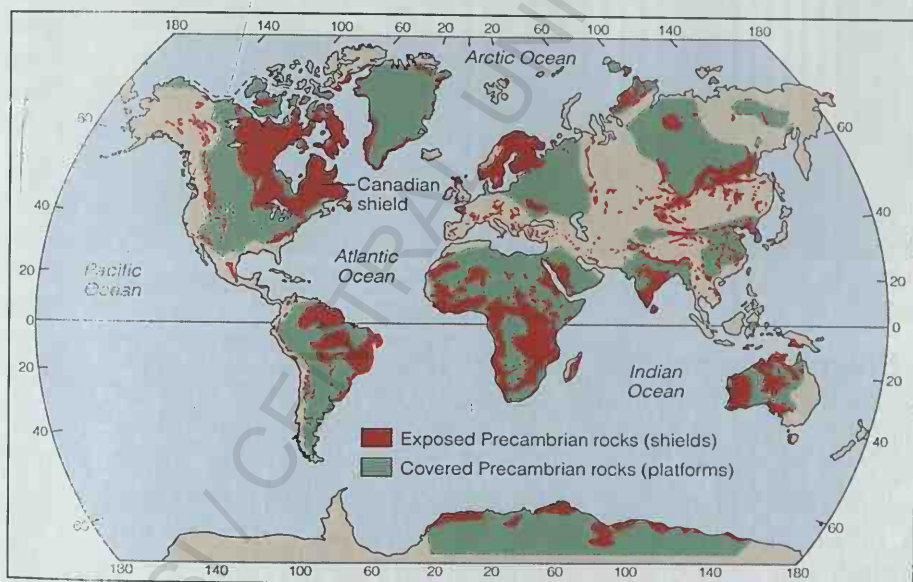 180 140 100 60 20 20 60 100 140 180
Arctic Ocean
60 60
Canadian
shield
40 40
Atlantic
Ocean
Pacific
Ocean
20 20
0 0
Indian
Ocean
20 20
40 40
Exposed Precambrian rocks (shields)
Covered Precambrian rocks (platforms)
60 60
180 140 100 60 20 20 60 100 140 180